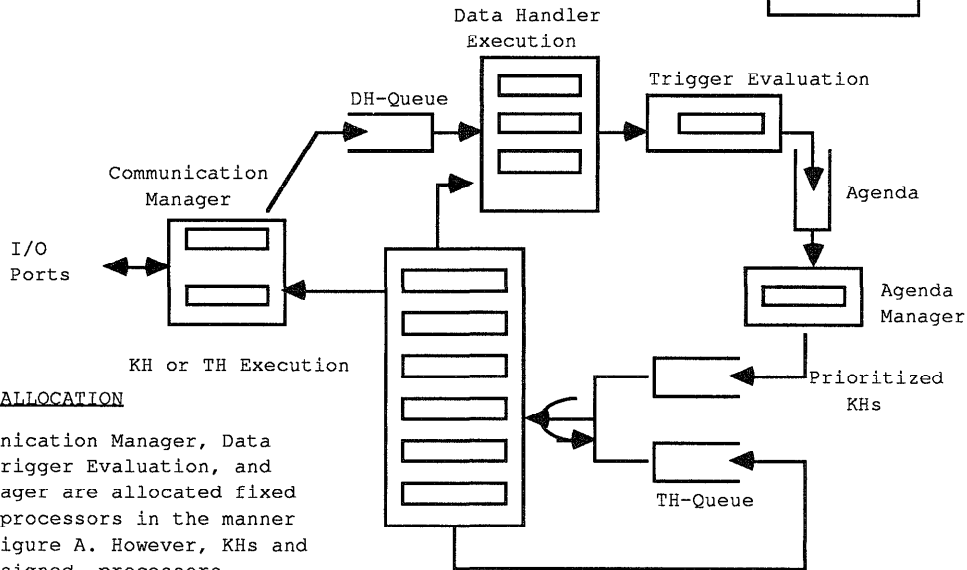 Data Handler
Execution
Trigger Evaluation
DH-Queue
Communication
Manager
Agenda
I/O
Ports
Agenda
Manager
KH or TH Execution
Prioritized
KHs
ALLOCATION
nication Manager, Data
rigger Evaluation, and
ager are allocated fixed
processors in the manner
igure A. However, KHs and
signed processors
TH-Queue